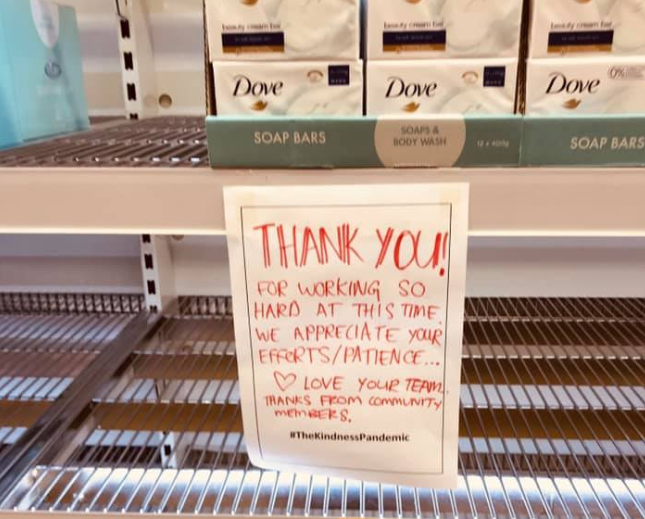 beauty cream bar
beauty cream bar
beauty cream bar
Dove
Dove
Dove
0%
SOAP BARS
SOAPS &
BODY WASH
SOAP BARS
THANK YOU!
FOR WORKING SO
HARD AT THIS TIME
WE APPRECIATE YOUR
EFFORTS/PATIENCE...
♡ LOVE YOUR TEAM..
THANKS FROM COMMUNITY
MEMBERS.
#TheKindnessPandemic